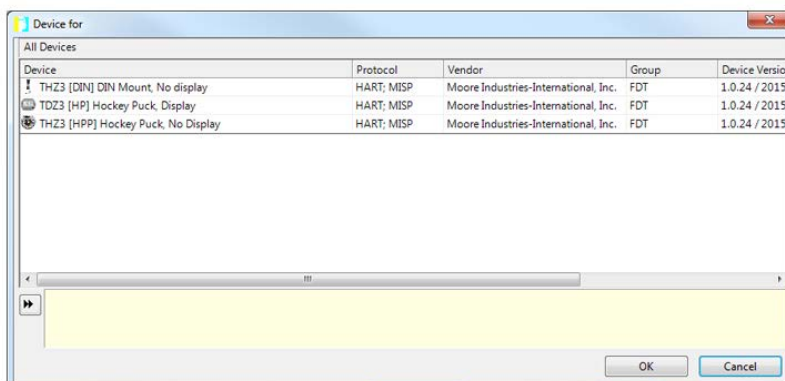 Device for
All Devices
Device Protocol Vendor Group Device Versio
THZ3 [DIN] DIN Mount, No display HART; MISP Moore Industries-International, Inc. FDT 1.0.24 / 2015
TDZ3 [HP] Hockey Puck, Display HART; MISP Moore Industries-International, Inc. FDT 1.0.24 / 2015
THZ3 [HPP] Hockey Puck, No Display HART; MISP Moore Industries-International, Inc. FDT 1.0.24 / 2015
OK Cancel